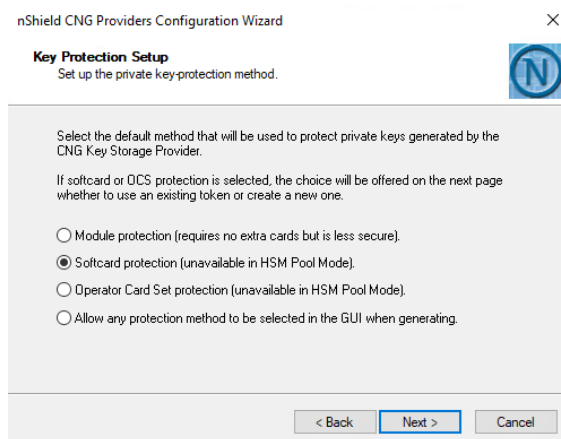 nShield CNG Providers Configuration Wizard
Key Protection Setup
Set up the private key-protection method.
N
Select the default method that will be used to protect private keys generated by the
CNG Key Storage Provider.
If softcard or OCS protection is selected, the choice will be offered on the next page
whether to use an existing token or create a new one.
Module protection (requires no extra cards but is less secure).
Softcard protection (unavailable in HSM Pool Mode).
Operator Card Set protection (unavailable in HSM Pool Mode).
Allow any protection method to be selected in the GUI when generating.
< Back Next > Cancel